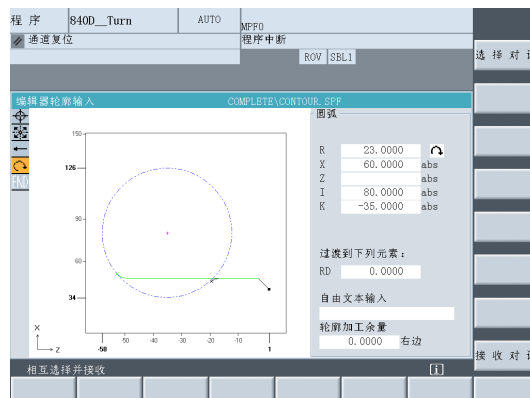 程 序
840D__Turn
AUTO
MPF0
通道复位
程序中断
ROV SBL1
选 择 对
编辑器轮廓输入
COMPLETE\CONTOUR.SPF
圆弧
END
150
126
90
60
34
X
Z
-58
-50
-40
-30
-20
-10
1
R 23.0000
X 60.0000 abs
Z abs
I 80.0000 abs
K -35.0000 abs
过渡到下列元素：
RD 0.0000
自由文本输入
轮廓加工余量
0.0000 右边
相互选择并接收
i
接 收 对